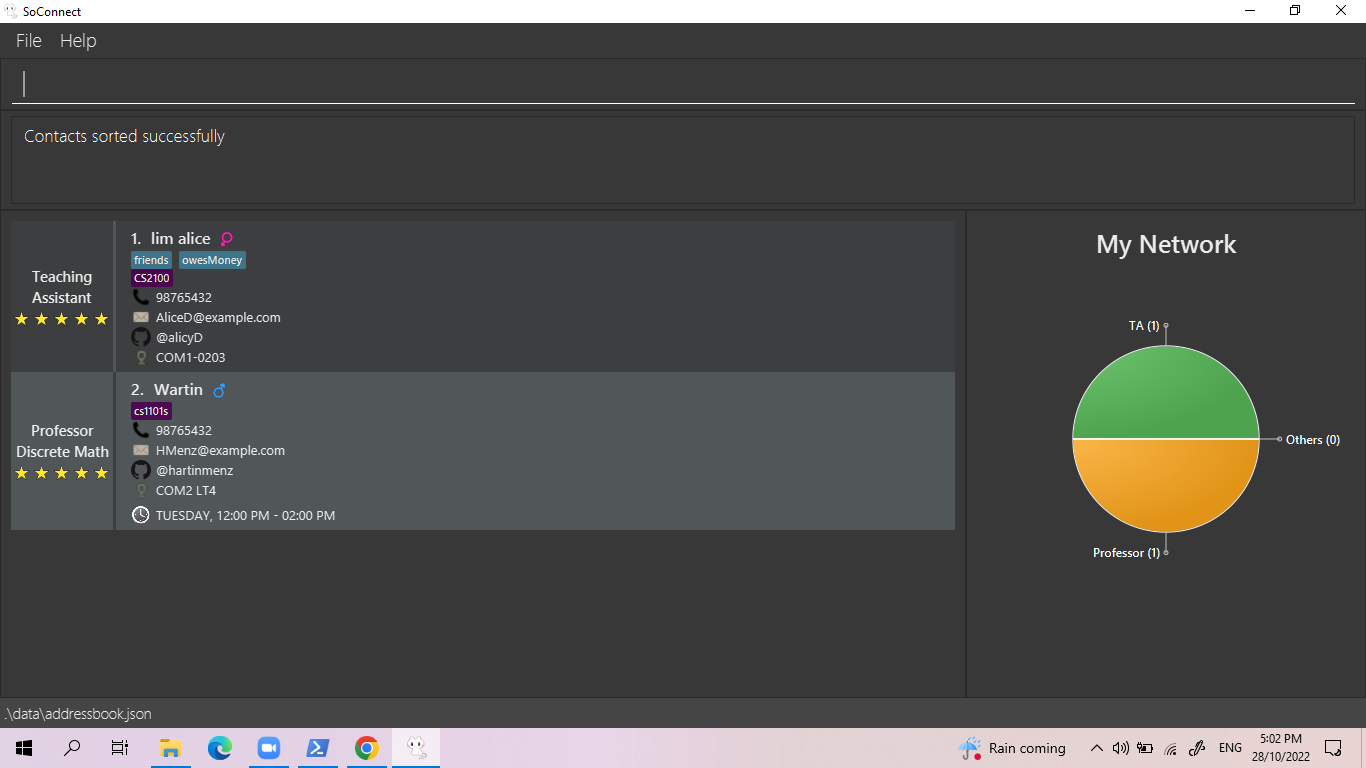 SoConnect
File Help
Contacts sorted successfully
Teaching
Assistant
1. lim alice
friends owesMoney
CS2100
98765432
AliceD@example.com
@alicyD
COM1-0203
Professor
Discrete Math
2. Wartin
cs1101s
98765432
HMenz@example.com
@hartinmenz
COM2 LT4
TUESDAY, 12:00 PM - 02:00 PM
My Network
TA (1)
Others (0)
Professor (1)
.\data\addressbook.json
Rain coming
ENG
5:02 PM
28/10/2022